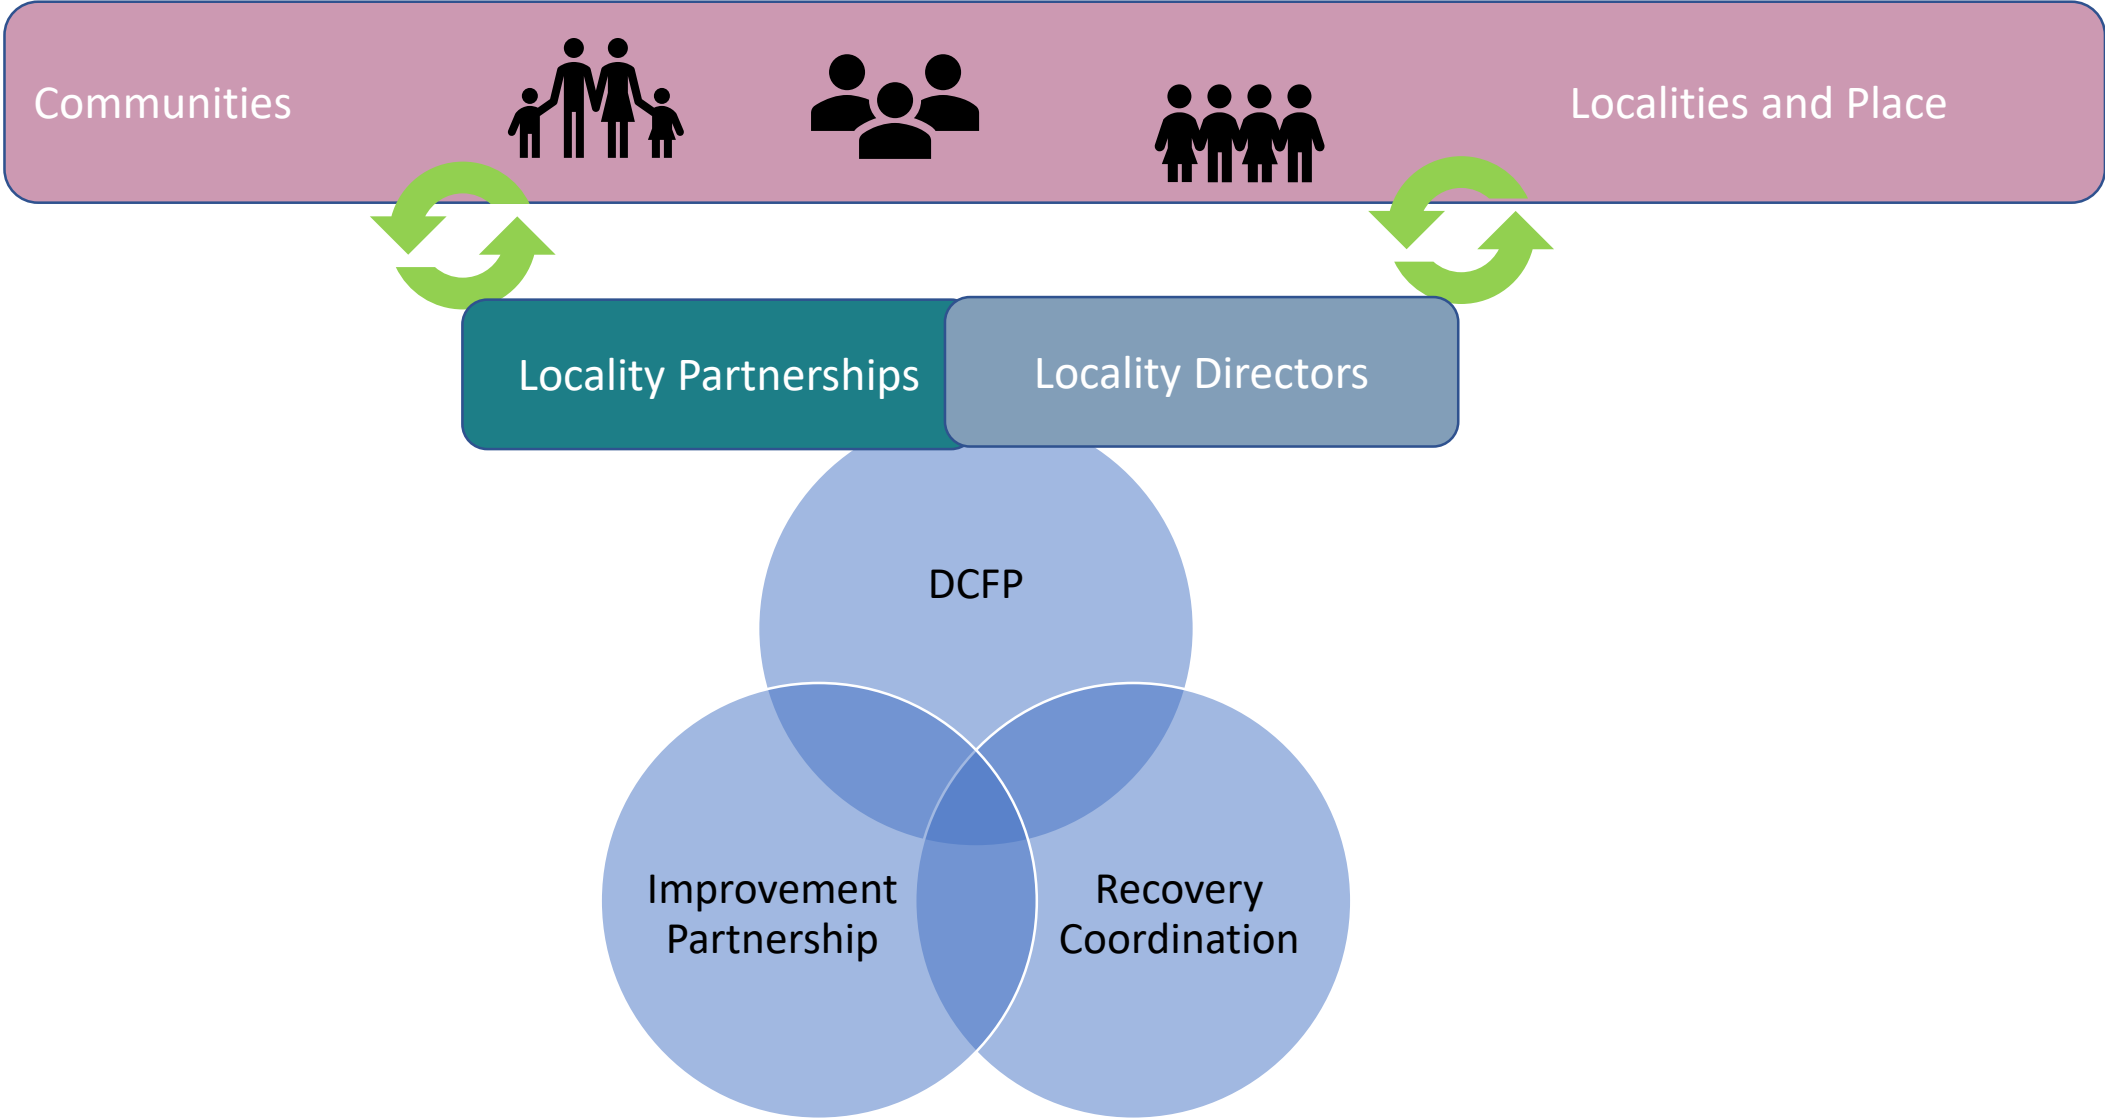 Communities
Localities and Place
Locality Partnerships
Locality Directors
DCFP
Improvement
Partnership
Recovery
Coordination